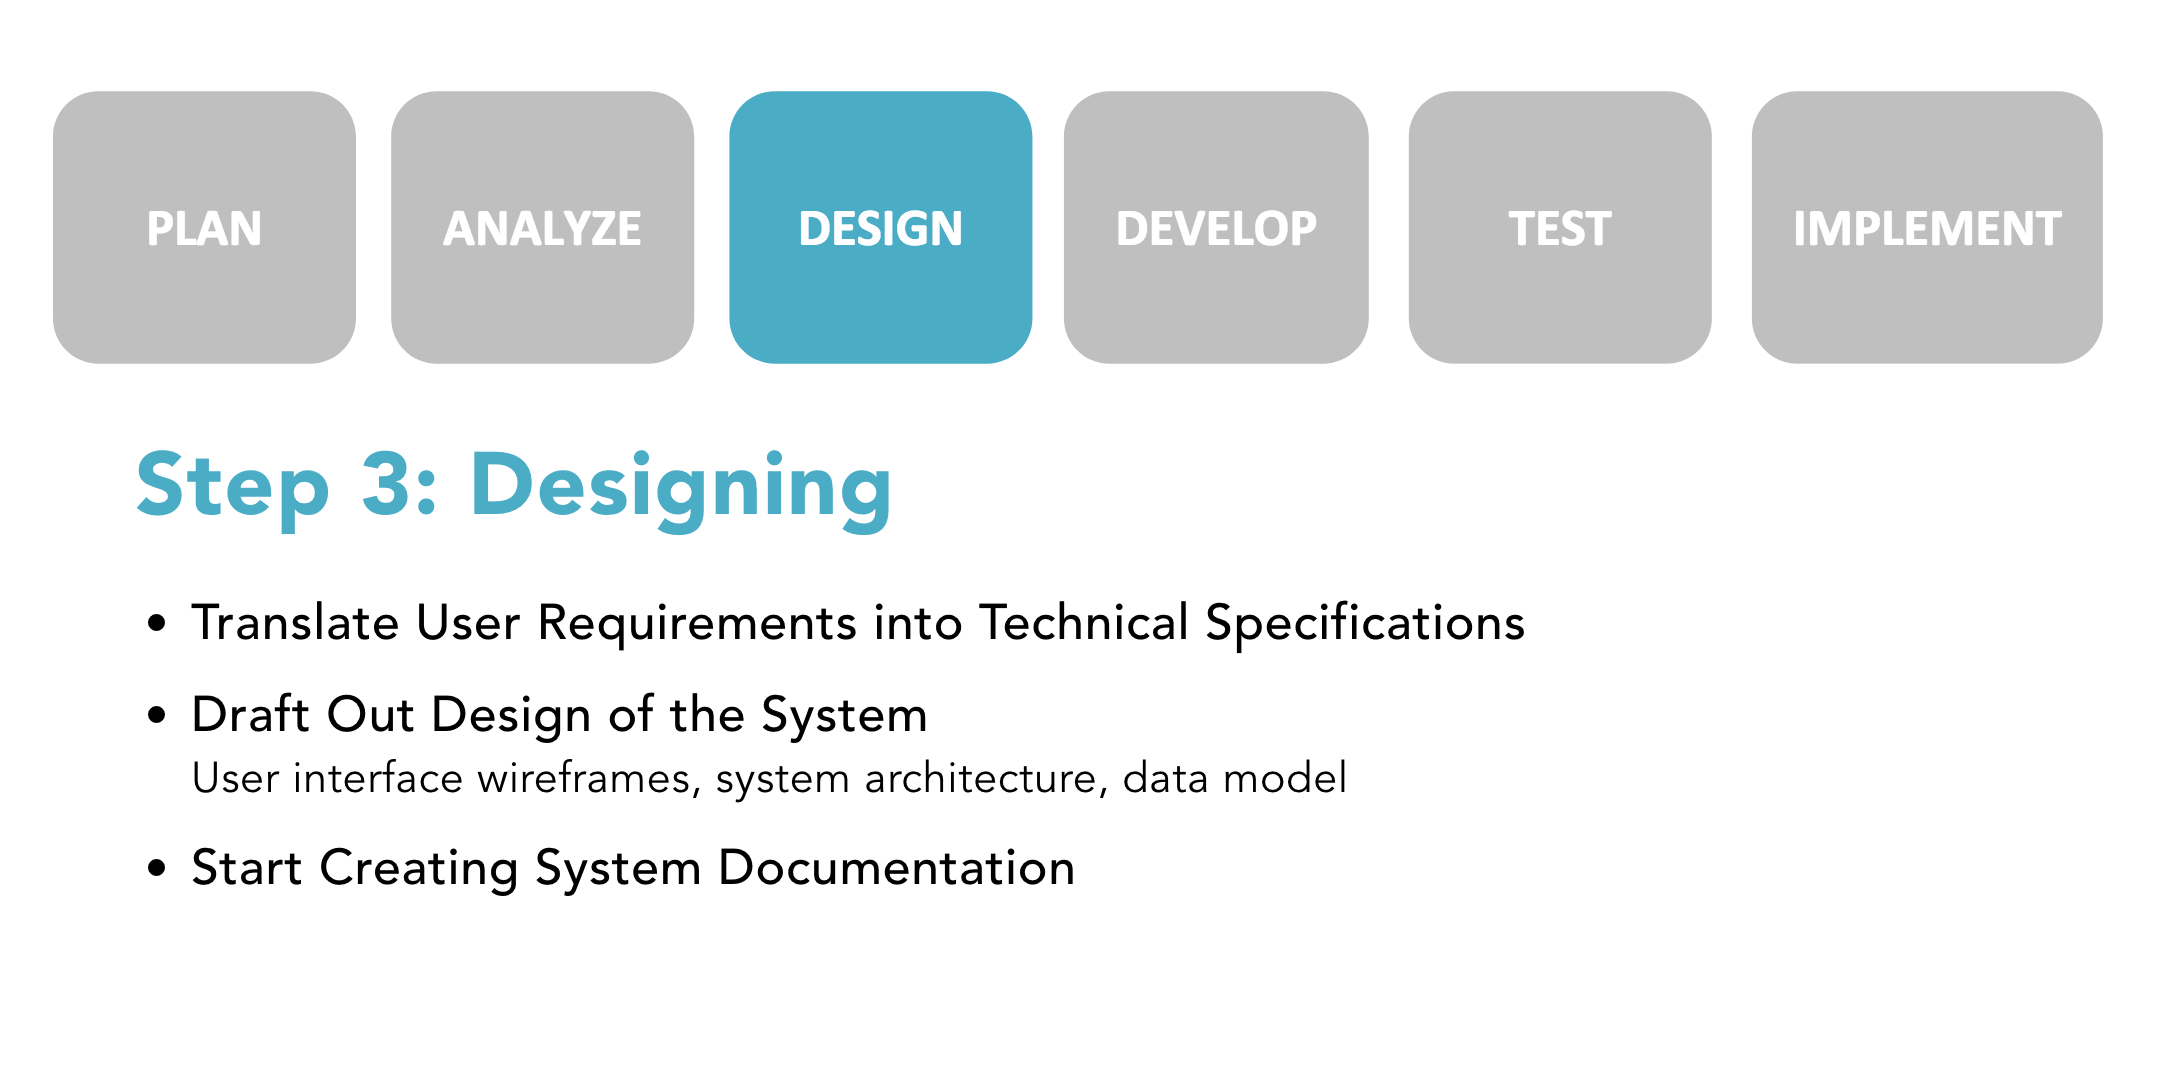 PLAN
ANALYZE
DESIGN
DEVELOP
TEST
IMPLEMENT
Step 3: Designing
• Translate User Requirements into Technical Specifications
• Draft Out Design of the System
User interface wireframes, system architecture, data model
• Start Creating System Documentation